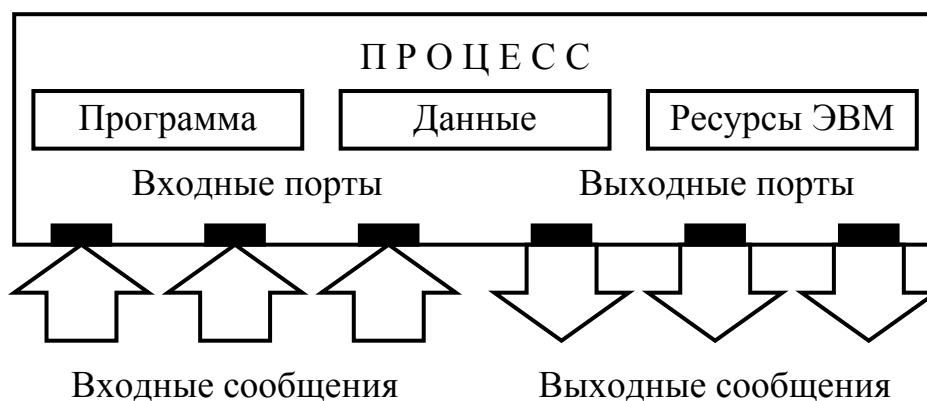 П Р О Ц Е С С
Программа Данные Ресурсы ЭВМ
Входные порты Выходные порты
Входные сообщения Выходные сообщения